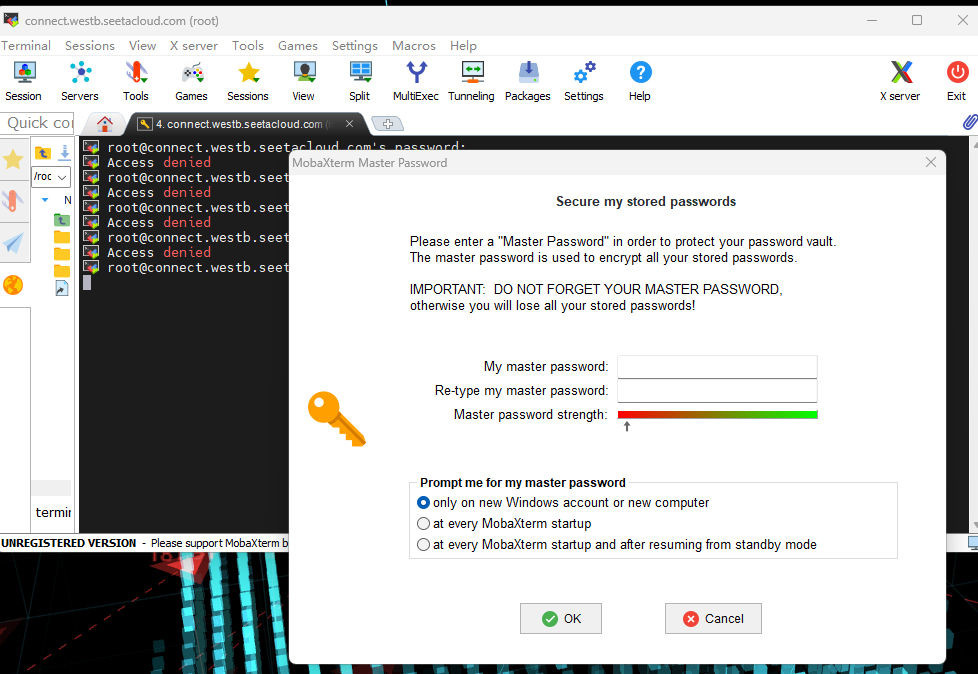 connect.westb.seetacloud.com (root)
Terminal Sessions View X server Tools Games Settings Macros Help
Session Servers Tools Games Sessions View Split MultiExec Tunneling Packages Settings Help X server Exit
Quick con
4. connect.westb.seetacloud.com (
root@connect.westb.seetacloud.com's password:
Access denied
root@connect.westb.seet
Access denied
root@connect.westb.seet
Access denied
root@connect.westb.seet
Access denied
root@connect.westb.seet
/roc
N
termin
UNREGISTERED VERSION - Please support MobaXterm b
MobaXterm Master Password
Secure my stored passwords
Please enter a "Master Password" in order to protect your password vault.
The master password is used to encrypt all your stored passwords.
IMPORTANT: DO NOT FORGET YOUR MASTER PASSWORD,
otherwise you will lose all your stored passwords!
My master password:
Re-type my master password:
Master password strength:
Prompt me for my master password
only on new Windows account or new computer
at every MobaXterm startup
at every MobaXterm startup and after resuming from standby mode
OK Cancel